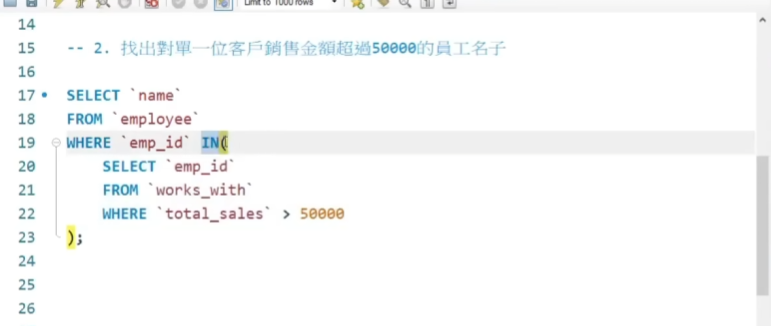 Limit to 1000 rows
14
15 -- 2. 找出對單一位客戶銷售金額超過50000的員工名子
16
17 SELECT `name`
18 FROM `employee`
19 WHERE `emp_id` IN(
20 SELECT `emp_id`
21 FROM `works_with`
22 WHERE `total_sales` > 50000
23 );
24
25
26